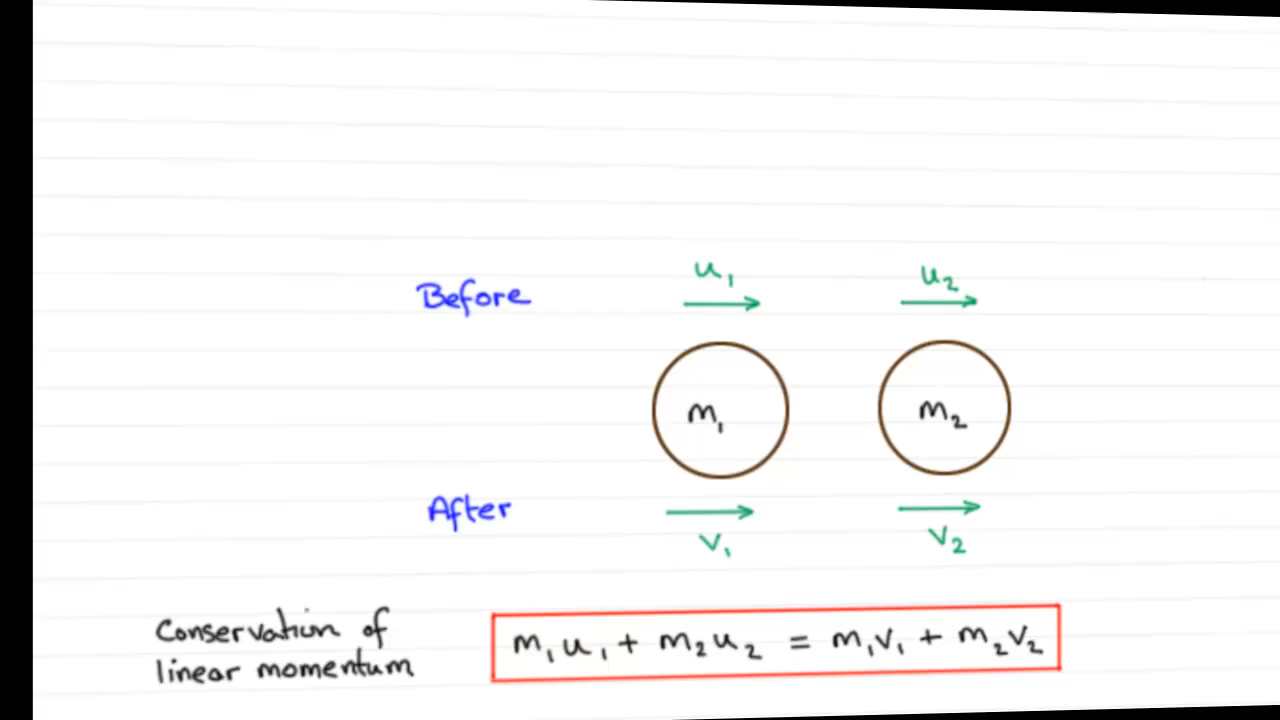 u₁ u₂
Before
m₁ m₂
After
v₁ v₂
Conservation of
linear momentum
m₁u₁ + m₂u₂ = m₁v₁ + m₂v₂